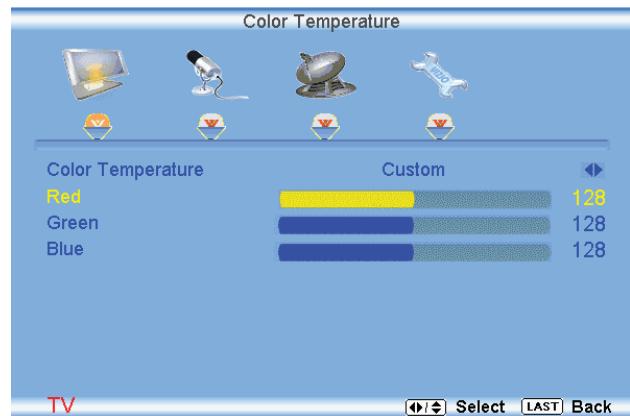 Color Temperature
Color Temperature Custom
Red 128
Green 128
Blue 128
TV Select LAST Back